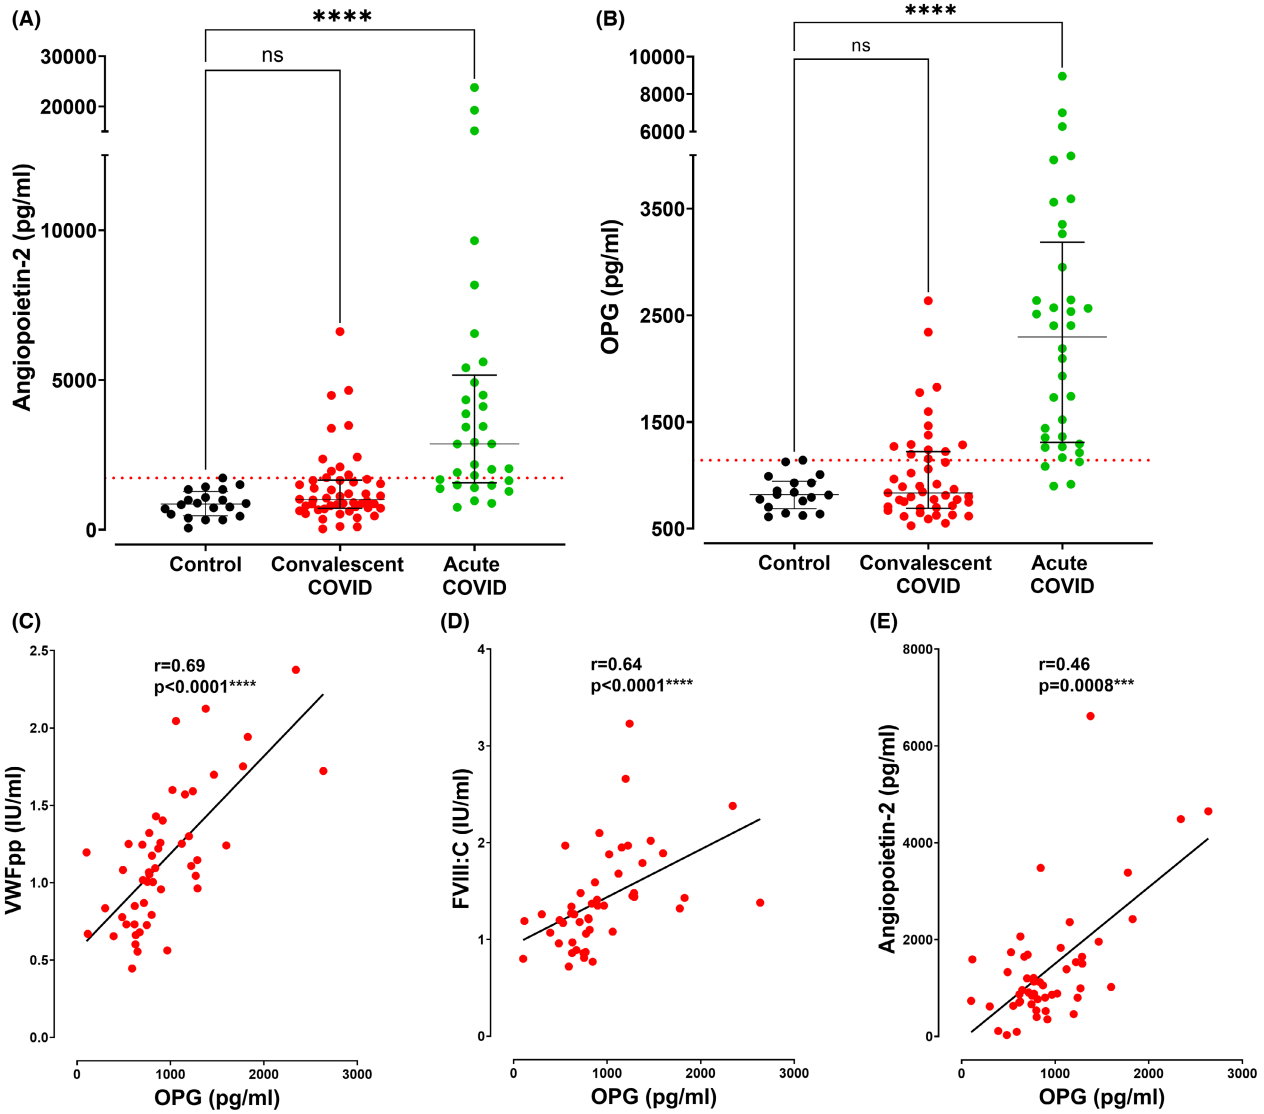 (A)
****
ns
30000
20000
10000
5000
0
Angiopoietin-2 (pg/ml)
Control
Convalescent
COVID
Acute
COVID
(B)
****
ns
10000
8000
6000
3500
2500
1500
500
OPG (pg/ml)
Control
Convalescent
COVID
Acute
COVID
(C)
r=0.69
p<0.0001****
2.5
2.0
1.5
1.0
0.5
0.0
VWFpp (IU/ml)
0
1000
2000
3000
OPG (pg/ml)
(D)
r=0.64
p<0.0001****
4
3
2
1
0
FVIII:C (IU/ml)
0
1000
2000
3000
OPG (pg/ml)
(E)
r=0.46
p=0.0008***
8000
6000
4000
2000
0
Angiopoietin-2 (pg/ml)
0
1000
2000
3000
OPG (pg/ml)